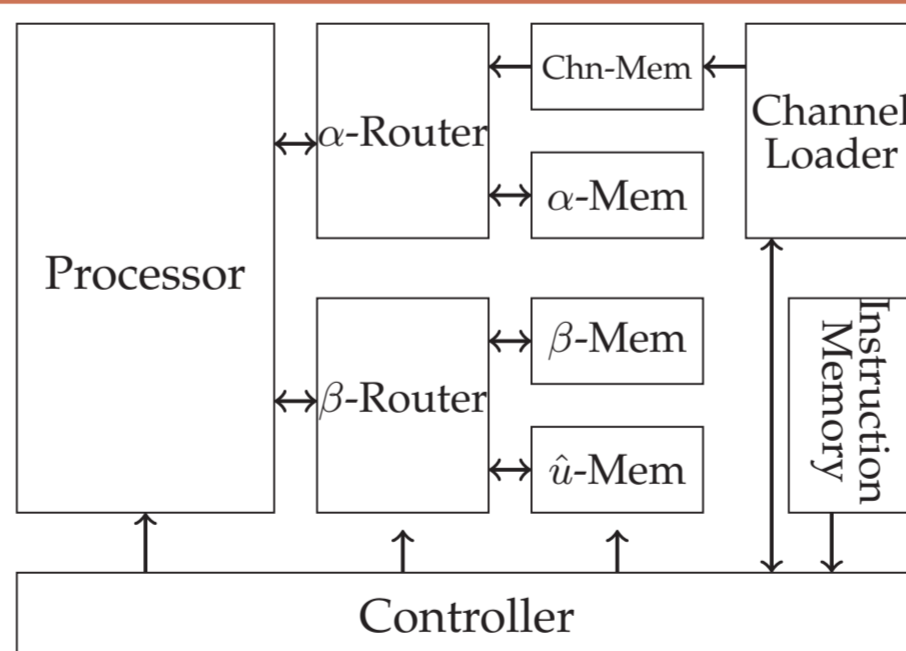 Processor
α-Router
Chn-Mem
α-Mem
Channel
Loader
β-Router
β-Mem
û-Mem
Instruction
Memory
Controller